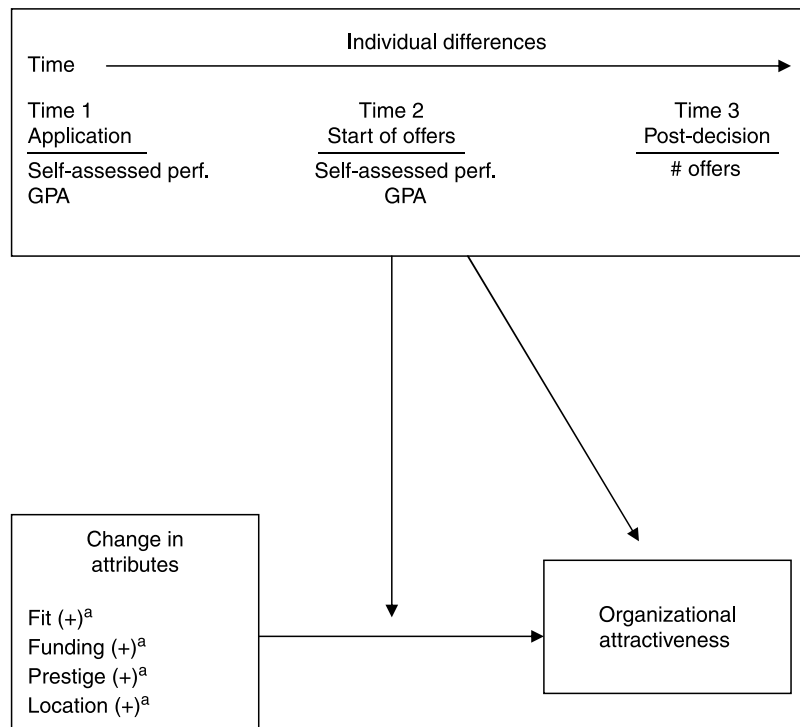 Individual differences
Time
Time 1
Application
Self-assessed perf.
GPA
Time 2
Start of offers
Self-assessed perf.
GPA
Time 3
Post-decision
# offers
Change in
attributes
Fit (+)a
Funding (+)a
Prestige (+)a
Location (+)a
Organizational
attractiveness